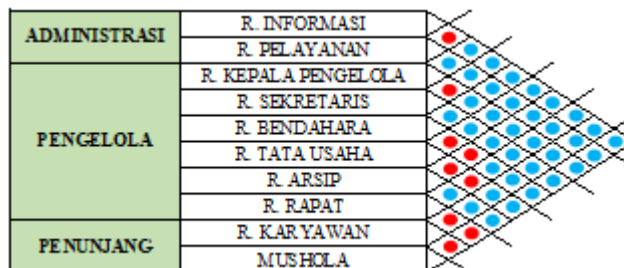 ADMINISTRASI
R. INFORMASI
R. PELAYANAN
PENGELOLA
R. KEPALA PENGELOLA
R. SEKRETARIS
R. BENDAHARA
R. TATA USAHA
R. ARSIP
R. RAPAT
PENUNJANG
R. KARYAWAN
MUSHOLA